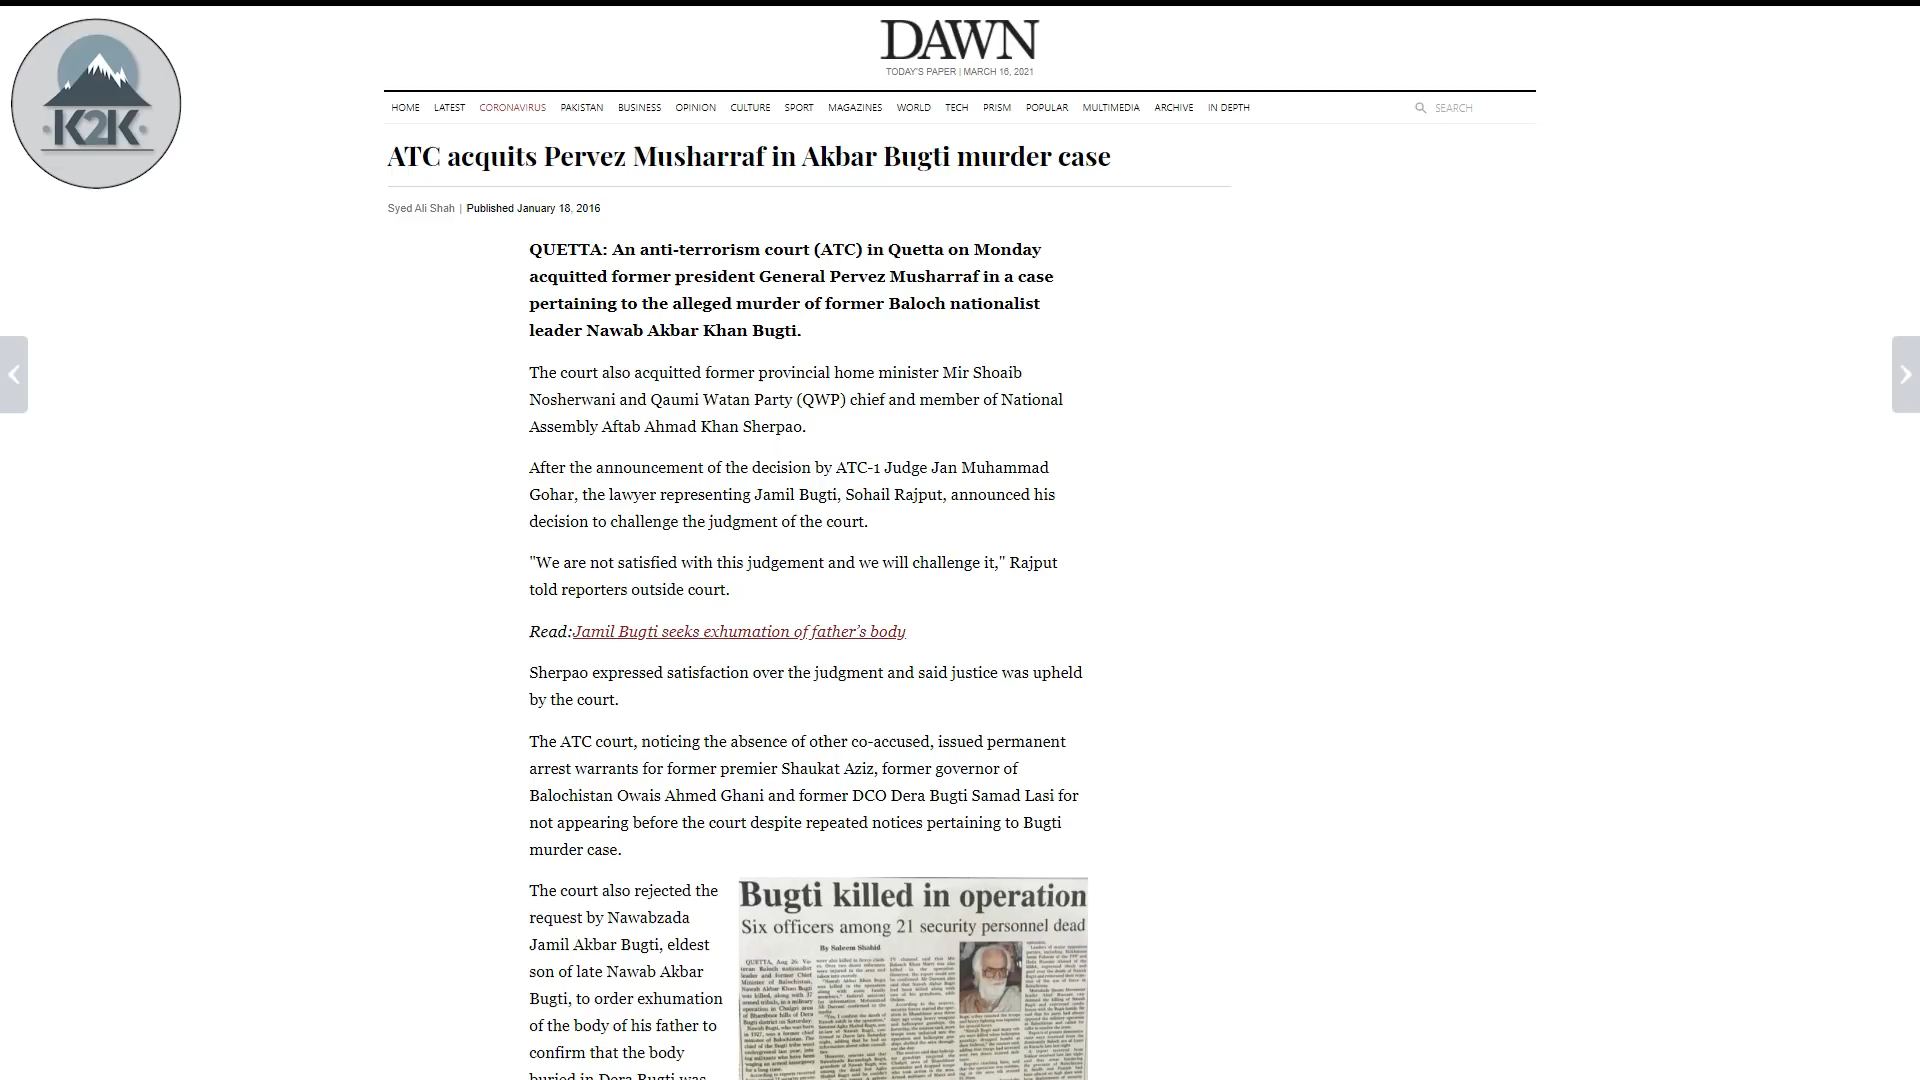 K2K
DAWN
TODAY'S PAPER | MARCH 16, 2021
HOME LATEST CORONAVIRUS PAKISTAN BUSINESS OPINION CULTURE SPORT MAGAZINES WORLD TECH PRISM POPULAR MULTIMEDIA ARCHIVE IN DEPTH SEARCH
ATC acquits Pervez Musharraf in Akbar Bugti murder case
Syed Ali Shah | Published January 18, 2016
QUETTA: An anti-terrorism court (ATC) in Quetta on Monday
acquitted former president General Pervez Musharraf in a case
pertaining to the alleged murder of former Baloch nationalist
leader Nawab Akbar Khan Bugti.
The court also acquitted former provincial home minister Mir Shoaib
Nosherwani and Qaumi Watan Party (QWP) chief and member of National
Assembly Aftab Ahmad Khan Sherpao.
After the announcement of the decision by ATC-1 Judge Jan Muhammad
Gohar, the lawyer representing Jamil Bugti, Sohail Rajput, announced his
decision to challenge the judgment of the court.
"We are not satisfied with this judgement and we will challenge it," Rajput
told reporters outside court.
Read:Jamil Bugti seeks exhumation of father's body
Sherpao expressed satisfaction over the judgment and said justice was upheld
by the court.
The ATC court, noticing the absence of other co-accused, issued permanent
arrest warrants for former premier Shaukat Aziz, former governor of
Balochistan Owais Ahmed Ghani and former DCO Dera Bugti Samad Lasi for
not appearing before the court despite repeated notices pertaining to Bugti
murder case.
The court also rejected the
request by Nawabzada
Jamil Akbar Bugti, eldest
son of late Nawab Akbar
Bugti, to order exhumation
of the body of his father to
confirm that the body
buried in Dera Bugti was
Bugti killed in operation
Six officers among 21 security personnel dead
By Saleem Shahid